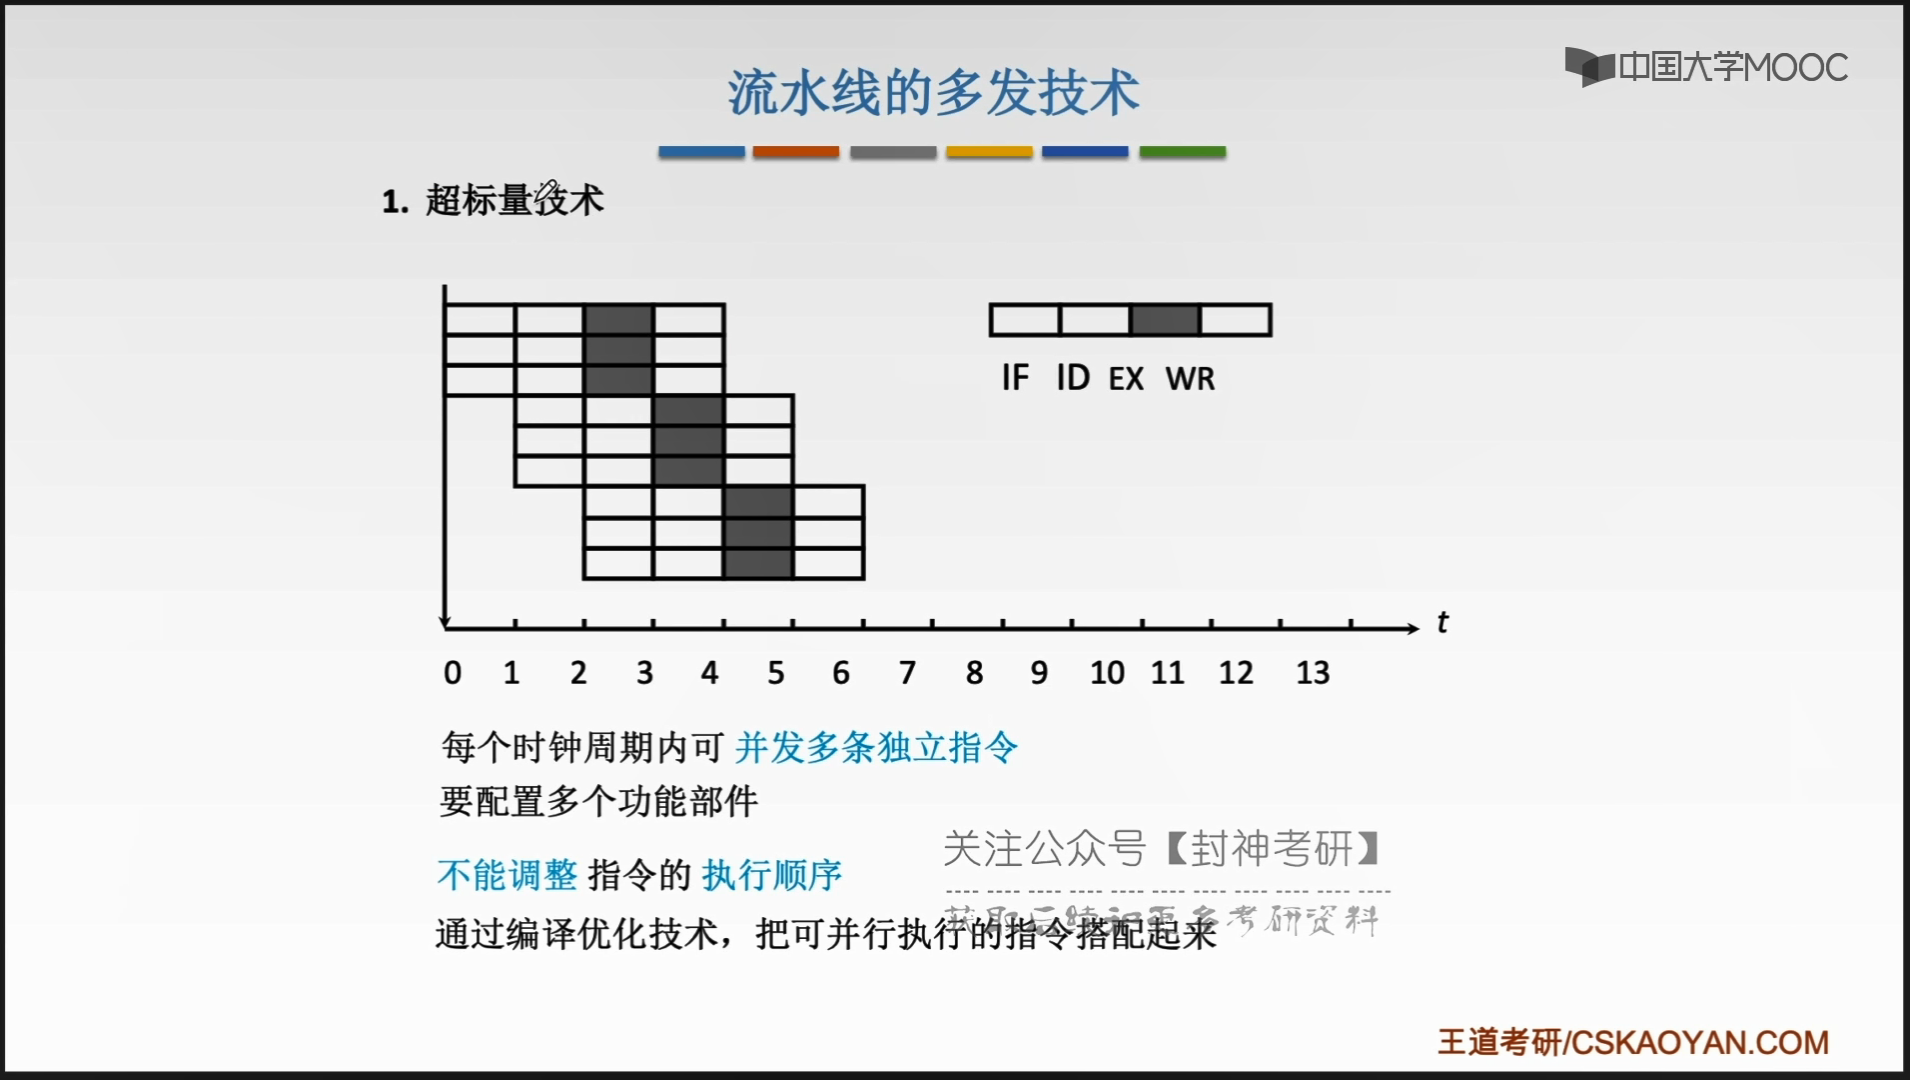 中国大学MOOC
流水线的多发技术
1. 超标量技术
IF ID EX WR
t
0 1 2 3 4 5 6 7 8 9 10 11 12 13
每个时钟周期内可 并发多条独立指令
要配置多个功能部件
关注公众号【封神考研】
不能调整 指令的 执行顺序
获取后续和更多考研资料
通过编译优化技术，把可并行执行的指令搭配起来
王道考研/CSKAOYAN.COM